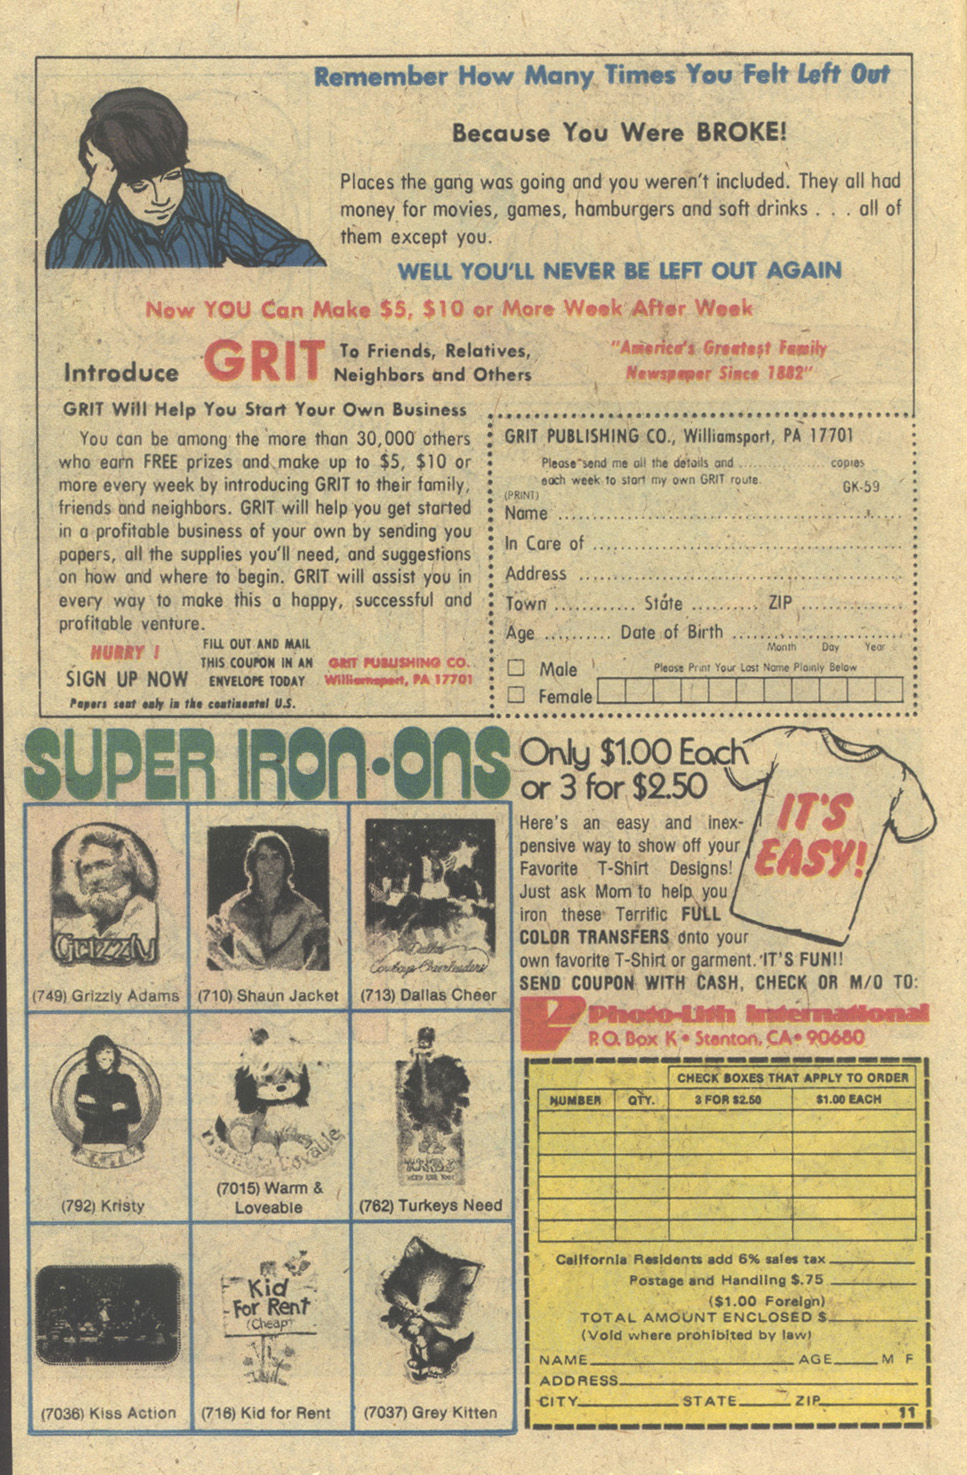 Remember How Many Times You Felt Left Out
Because You Were BROKE!
Places the gang was going and you weren't included. They all had
money for movies, games, hamburgers and soft drinks . . . all of
them except you.
WELL YOU'LL NEVER BE LEFT OUT AGAIN
Now YOU Can Make $5, $10 or More Week After Week
Introduce GRIT To Friends, Relatives,
Neighbors and Others
"America's Greatest Family
Newspaper Since 1882"
GRIT Will Help You Start Your Own Business
You can be among the more than 30,000 others
who earn FREE prizes and make up to $5, $10 or
more every week by introducing GRIT to their family,
friends and neighbors. GRIT will help you get started
in a profitable business of your own by sending you
papers, all the supplies you'll need, and suggestions
on how and where to begin. GRIT will assist you in
every way to make this a happy, successful and
profitable venture.
HURRY !
SIGN UP NOW
FILL OUT AND MAIL
THIS COUPON IN AN
ENVELOPE TODAY
GRIT PUBLISHING CO.
Williamsport, PA 17701
Papers sent only in the continental U.S.
GRIT PUBLISHING CO., Williamsport, PA 17701
Please send me all the details and .................. copies
each week to start my own GRIT route.
GK-59
(PRINT)
Name
In Care of
Address
Town ............ State .......... ZIP
Age .......... Date of Birth
Month Day Year
Male
Please Print Your Last Name Plainly Below
Female
SUPER IRON•ONS
Grizzly
(749) Grizzly Adams
(710) Shaun Jacket
Dallas
Cowboys Cheerleaders
(713) Dallas Cheer
(792) Kristy
Loveable
(7015) Warm &
Loveable
(762) Turkeys Need
(7036) Kiss Action
Kid
For Rent
(Cheap)
(716) Kid for Rent
(7037) Grey Kitten
Only $1.00 Each
or 3 for $2.50
IT'S
EASY!
Here's an easy and inex-
pensive way to show off your
Favorite T-Shirt Designs!
Just ask Mom to help you
iron these Terrific FULL
COLOR TRANSFERS onto your
own favorite T-Shirt or garment. IT'S FUN!!
SEND COUPON WITH CASH, CHECK OR M/O TO:
Photo-Lith International
P.O. Box K • Stanton, CA • 90680
CHECK BOXES THAT APPLY TO ORDER
NUMBER QTY. 3 FOR $2.50 $1.00 EACH
California Residents add 6% sales tax
Postage and Handling $.75
($1.00 Foreign)
TOTAL AMOUNT ENCLOSED $
(Void where prohibited by law)
NAME AGE M F
ADDRESS
CITY STATE ZIP
11